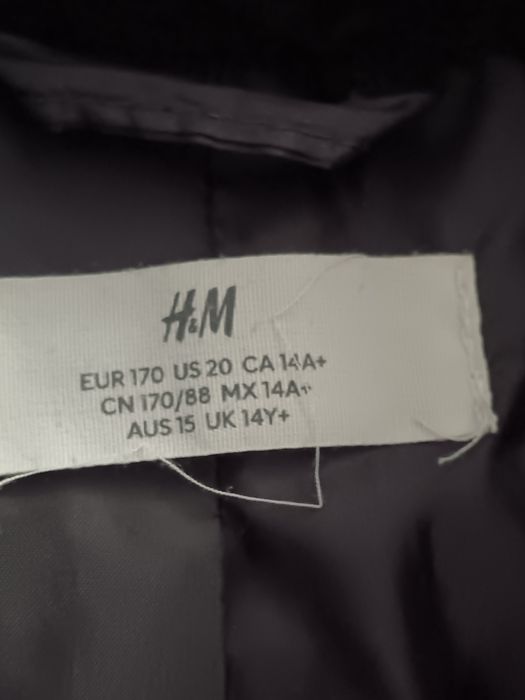 H&M
EUR 170 US 20 CA 14A+
CN 170/88 MX 14A+
AUS 15 UK 14Y+